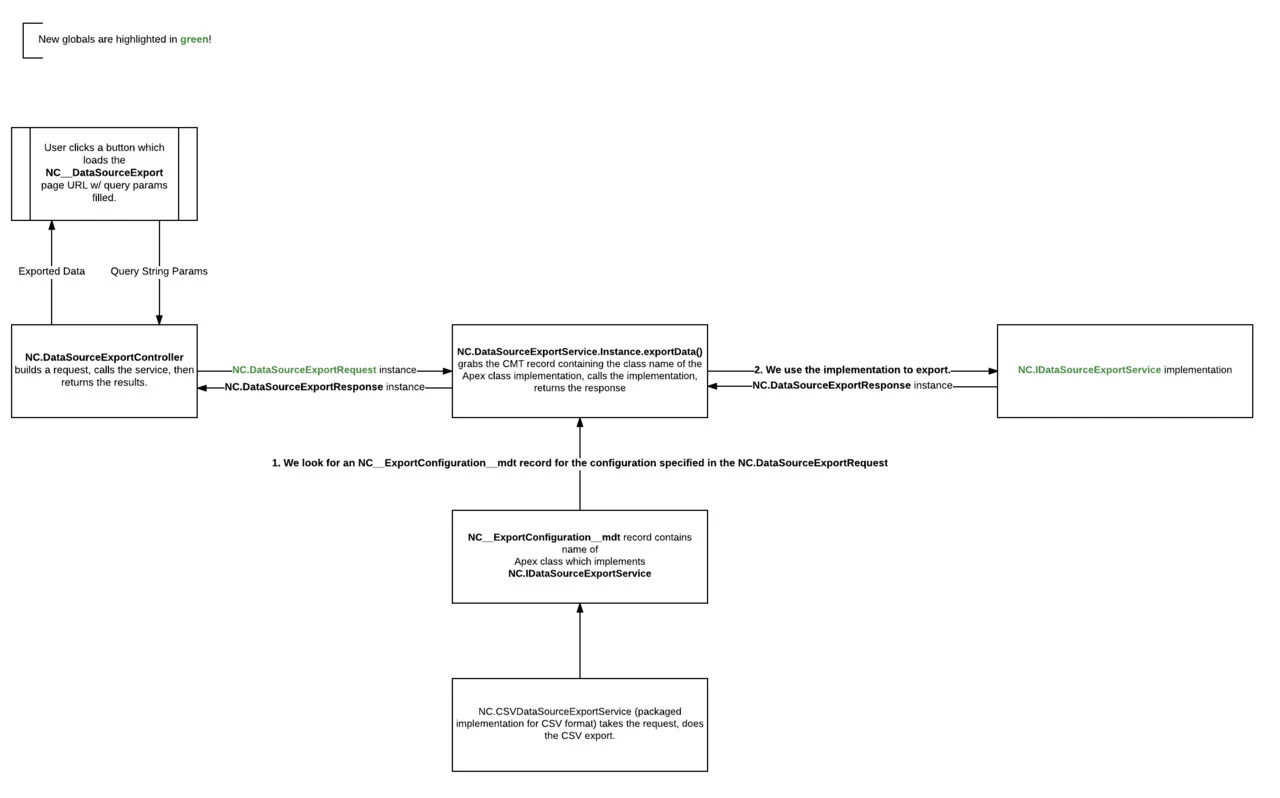 New globals are highlighted in green!
User clicks a button which
loads the
NC__DataSourceExport
page URL w/ query params
filled.
Exported Data
Query String Params
NC.DataSourceExportController
builds a request, calls the service, then
returns the results.
NC.DataSourceExportRequest instance
NC.DataSourceExportResponse instance
NC.DataSourceExportService.Instance.exportData()
grabs the CMT record containing the class name of the
Apex class implementation, calls the implementation,
returns the response
2. We use the implementation to export.
NC.DataSourceExportResponse instance
NC.IDataSourceExportService implementation
1. We look for an NC__ExportConfiguration__mdt record for the configuration specified in the NC.DataSourceExportRequest
NC__ExportConfiguration__mdt record contains
name of
Apex class which implements
NC.IDataSourceExportService
NC.CSVDataSourceExportService (packaged
implementation for CSV format) takes the request, does
the CSV export.